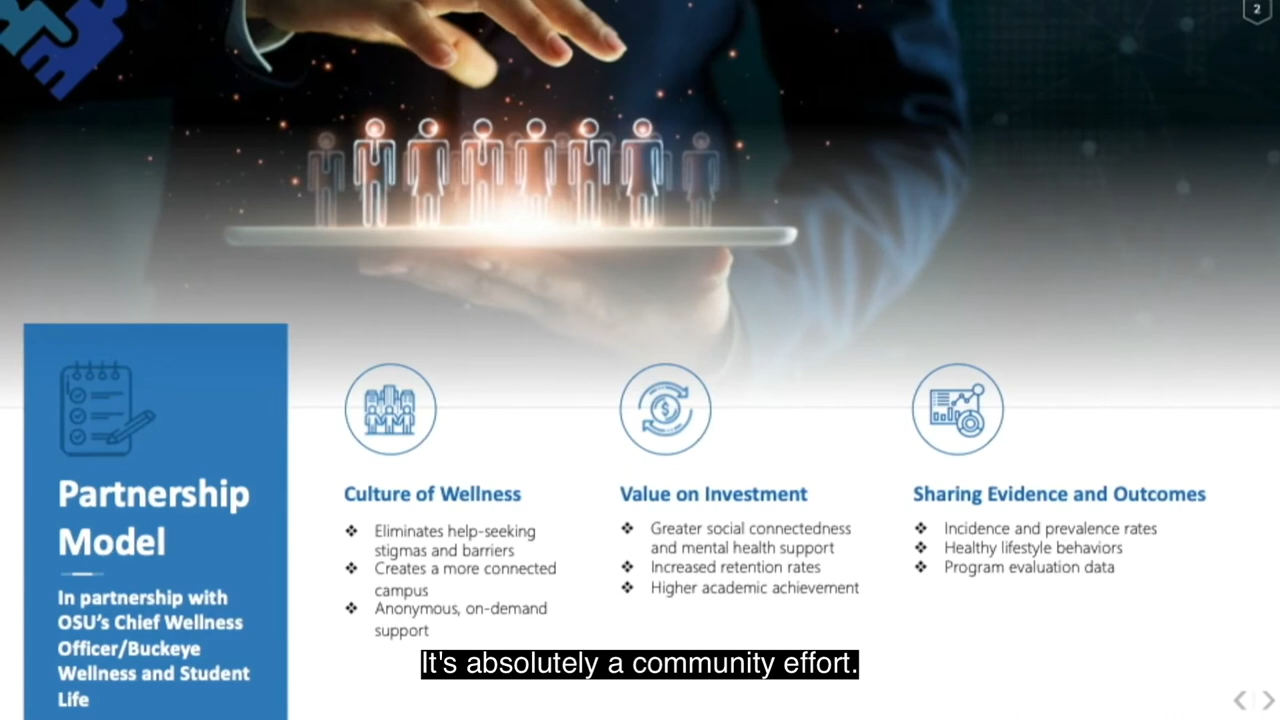 2
Partnership
Model
In partnership with
OSU's Chief Wellness
Officer/Buckeye
Wellness and Student
Life
Culture of Wellness
❖ Eliminates help-seeking
stigmas and barriers
❖ Creates a more connected
campus
❖ Anonymous, on-demand
support
Value on Investment
❖ Greater social connectedness
and mental health support
❖ Increased retention rates
❖ Higher academic achievement
Sharing Evidence and Outcomes
❖ Incidence and prevalence rates
❖ Healthy lifestyle behaviors
❖ Program evaluation data
It's absolutely a community effort.